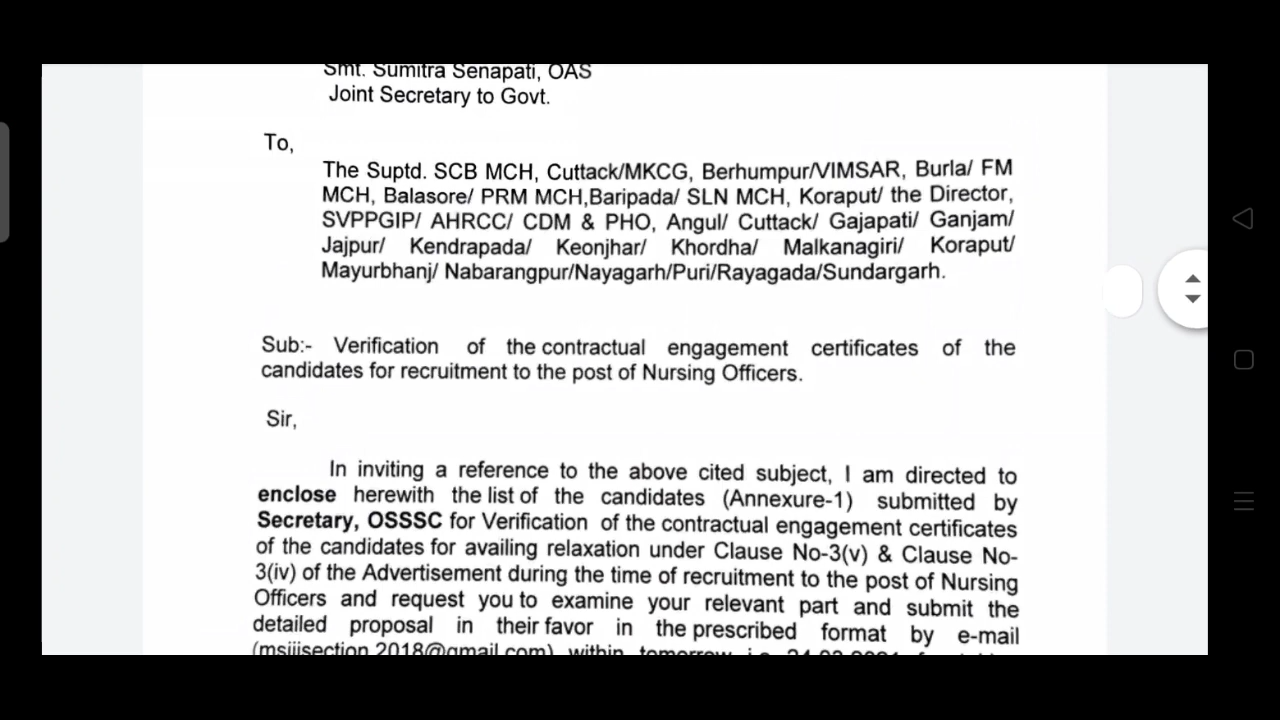 Smt. Sumitra Senapati, OAS
Joint Secretary to Govt.
To,
The Suptd. SCB MCH, Cuttack/MKCG, Berhumpur/VIMSAR, Burla/ FM
MCH, Balasore/ PRM MCH,Baripada/ SLN MCH, Koraput/ the Director,
SVPPGIP/ AHRCC/ CDM & PHO, Angul/ Cuttack/ Gajapati/ Ganjam/
Jajpur/ Kendrapada/ Keonjhar/ Khordha/ Malkanagiri/ Koraput/
Mayurbhanj/ Nabarangpur/Nayagarh/Puri/Rayagada/Sundargarh.
Sub:- Verification of the contractual engagement certificates of the
candidates for recruitment to the post of Nursing Officers.
Sir,
In inviting a reference to the above cited subject, I am directed to
enclose herewith the list of the candidates (Annexure-1) submitted by
Secretary, OSSSC for Verification of the contractual engagement certificates
of the candidates for availing relaxation under Clause No-3(v) & Clause No-
3(iv) of the Advertisement during the time of recruitment to the post of Nursing
Officers and request you to examine your relevant part and submit the
detailed proposal in their favor in the prescribed format by e-mail
(msiiisection.2018@gmail.com) within tomorrow i.e.